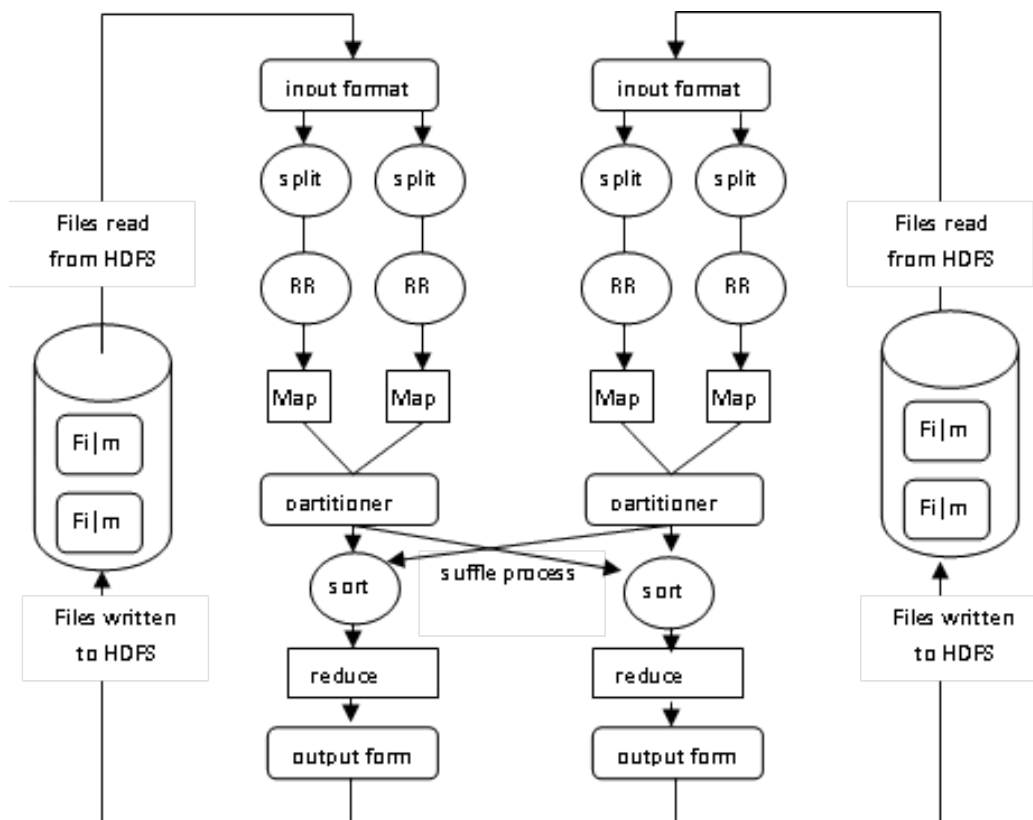 input format
input format
split
split
split
split
Files read
from HDFS
Files read
from HDFS
RR
RR
RR
RR
Map
Map
Map
Map
Fi|m
Fi|m
Fi|m
Fi|m
partitioner
partitioner
suffle process
sort
sort
Files written
to HDFS
Files written
to HDFS
reduce
reduce
output form
output form